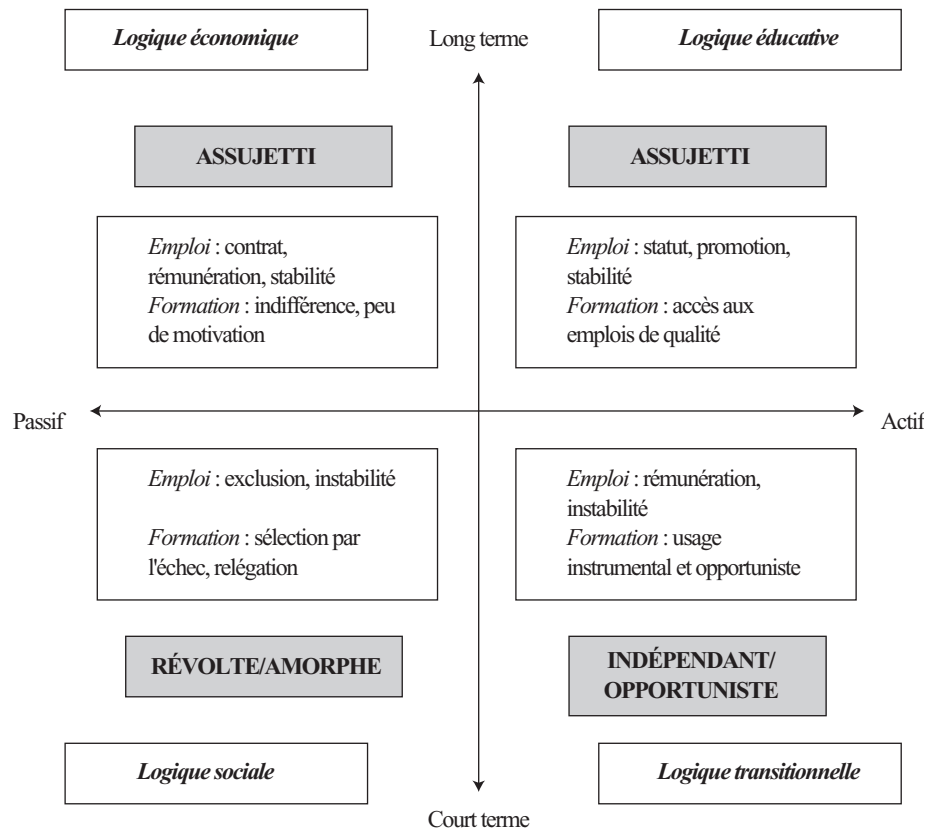 Logique économique
Long terme
Logique éducative
ASSUJETTI
ASSUJETTI
Emploi : contrat,
rémunération, stabilité
Formation : indifférence, peu
de motivation
Emploi : statut, promotion,
stabilité
Formation : accès aux
emplois de qualité
Passif
Actif
Emploi : exclusion, instabilité
Formation : sélection par
l'échec, relégation
Emploi : rémunération,
instabilité
Formation : usage
instrumental et opportuniste
RÉVOLTE/AMORPHE
INDÉPENDANT/
OPPORTUNISTE
Logique sociale
Logique transitionnelle
Court terme